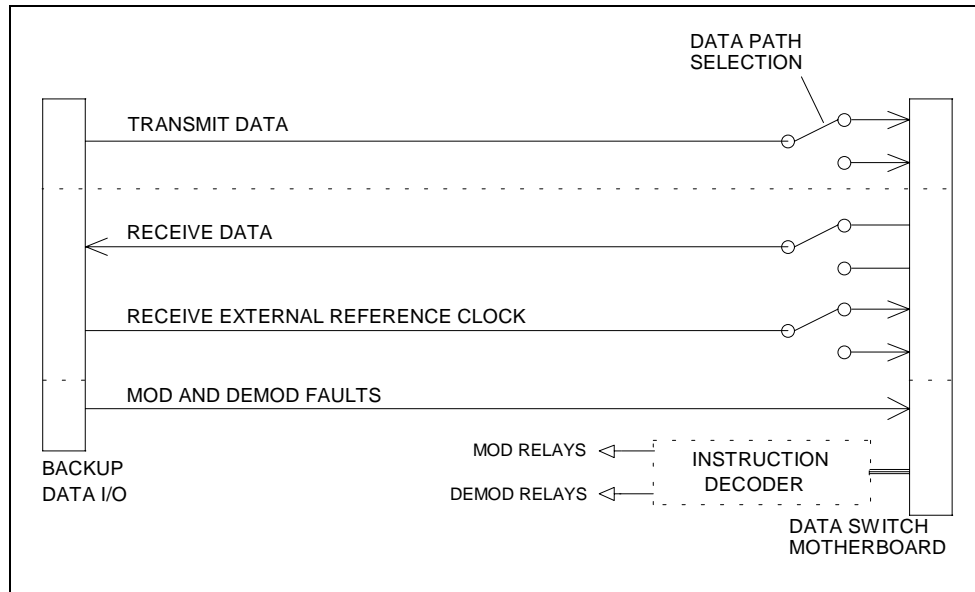 DATA PATH
SELECTION
TRANSMIT DATA
RECEIVE DATA
RECEIVE EXTERNAL REFERENCE CLOCK
MOD AND DEMOD FAULTS
MOD RELAYS
DEMOD RELAYS
INSTRUCTION
DECODER
BACKUP
DATA I/O
DATA SWITCH
MOTHERBOARD